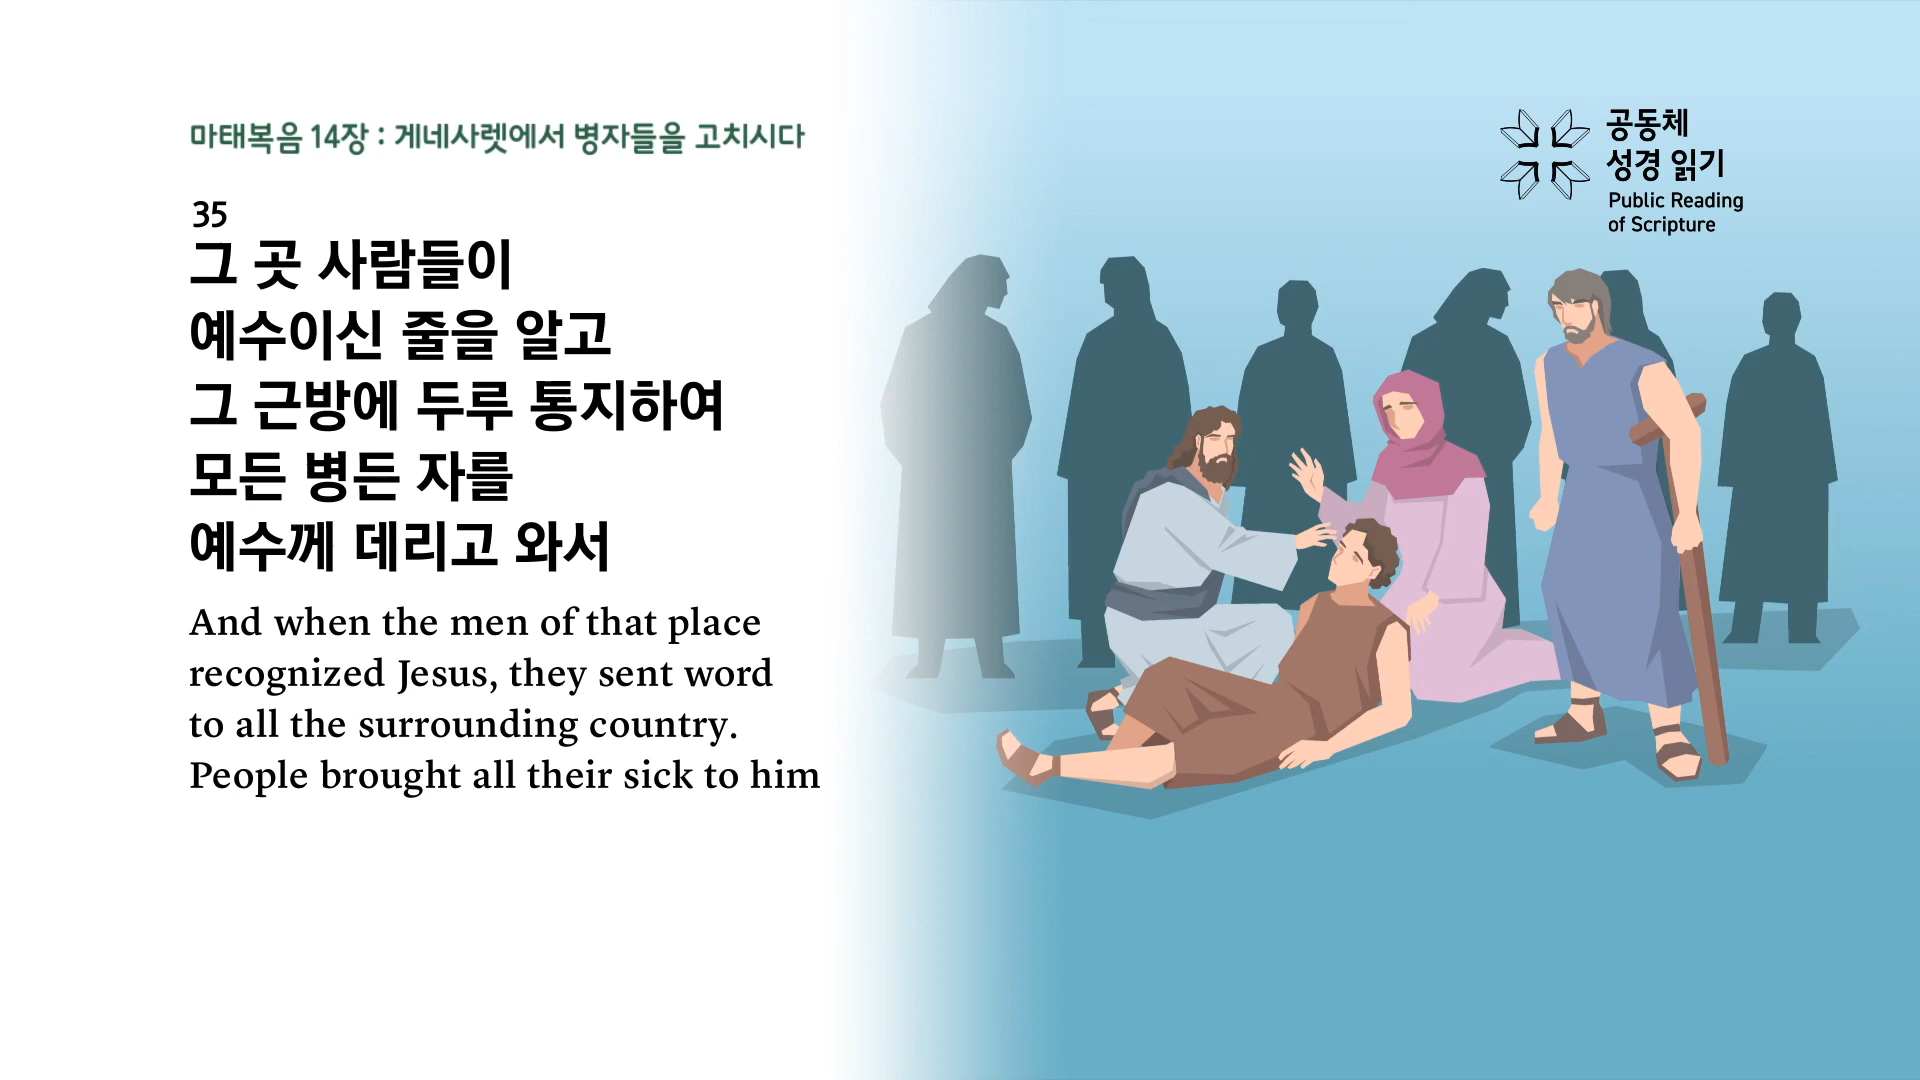 마태복음 14장 : 게네사렛에서 병자들을 고치시다
35
그 곳 사람들이
예수이신 줄을 알고
그 근방에 두루 통지하여
모든 병든 자를
예수께 데리고 와서
And when the men of that place
recognized Jesus, they sent word
to all the surrounding country.
People brought all their sick to him
공동체
성경 읽기
Public Reading
of Scripture